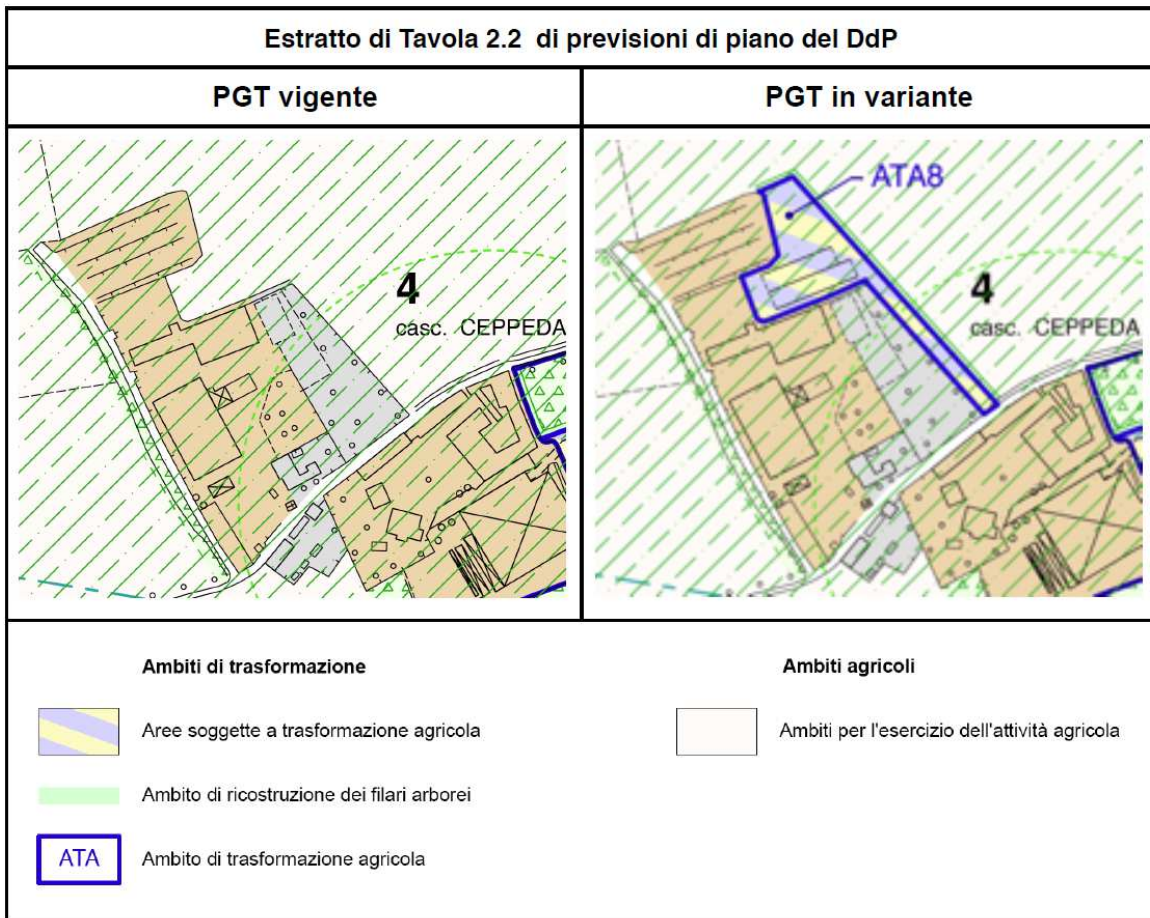 Estratto di Tavola 2.2 di previsioni di piano del DdP
PGT vigente
PGT in variante
4
casc. CEPPEDA
ATA8
4
casc. CEPPEDA
Ambiti di trasformazione
Aree soggette a trasformazione agricola
Ambito di ricostruzione dei filari arborei
ATA
Ambito di trasformazione agricola
Ambiti agricoli
Ambiti per l'esercizio dell'attività agricola